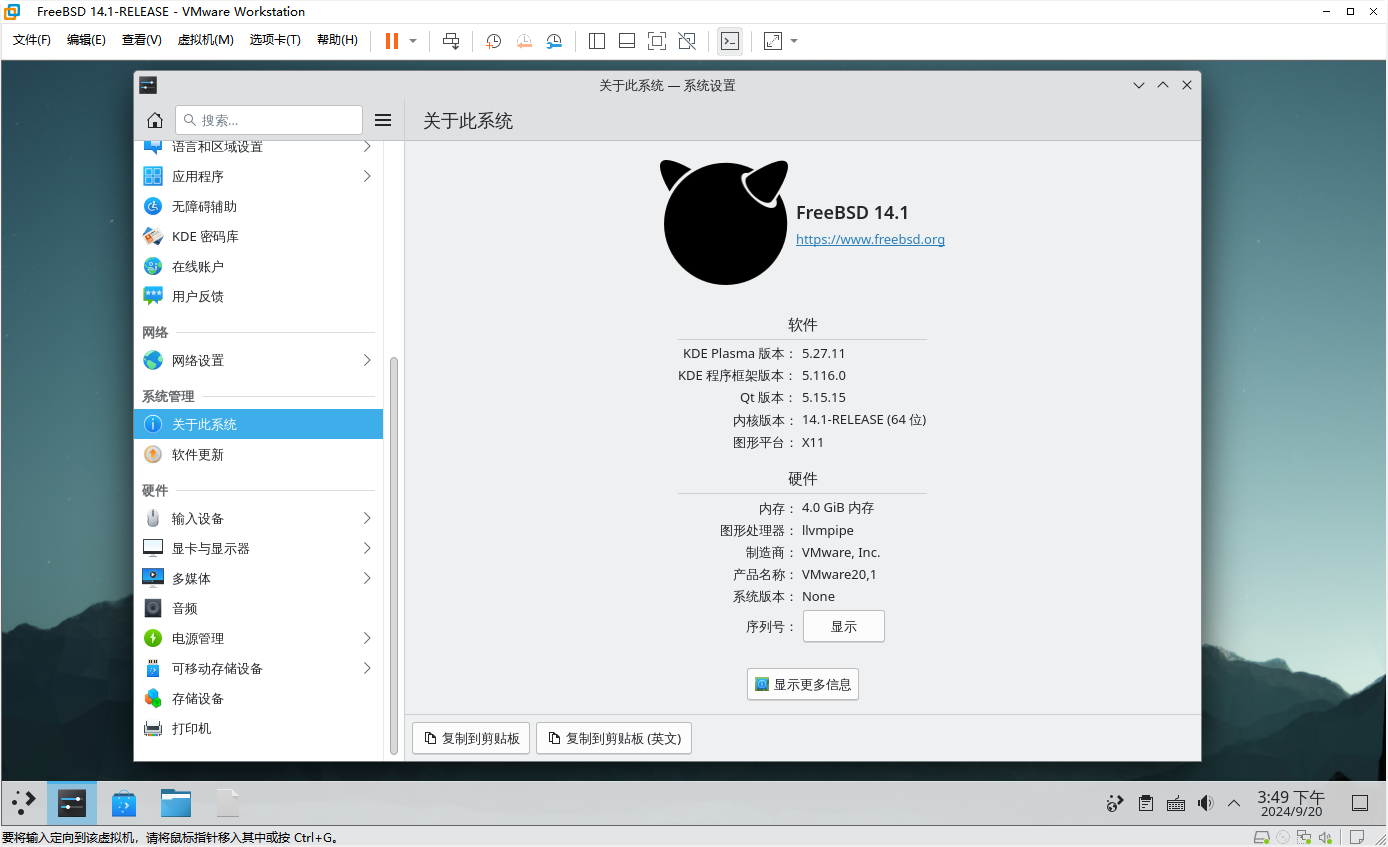 FreeBSD 14.1-RELEASE - VMware Workstation
文件(F) 编辑(E) 查看(V) 虚拟机(M) 选项卡(T) 帮助(H)
关于此系统 — 系统设置
搜索...
关于此系统
语言和区域设置
应用程序
无障碍辅助
KDE 密码库
在线账户
用户反馈
网络
网络设置
系统管理
关于此系统
软件更新
硬件
输入设备
显卡与显示器
多媒体
音频
电源管理
可移动存储设备
存储设备
打印机
FreeBSD 14.1
https://www.freebsd.org
软件
KDE Plasma 版本： 5.27.11
KDE 程序框架版本： 5.116.0
Qt 版本： 5.15.15
内核版本： 14.1-RELEASE (64 位)
图形平台： X11
硬件
内存： 4.0 GiB 内存
图形处理器： llvmpipe
制造商： VMware, Inc.
产品名称： VMware20,1
系统版本： None
序列号： 显示
显示更多信息
复制到剪贴板 复制到剪贴板 (英文)
3:49 下午
2024/9/20
要将输入定向到该虚拟机，请将鼠标指针移入其中或按 Ctrl+G。